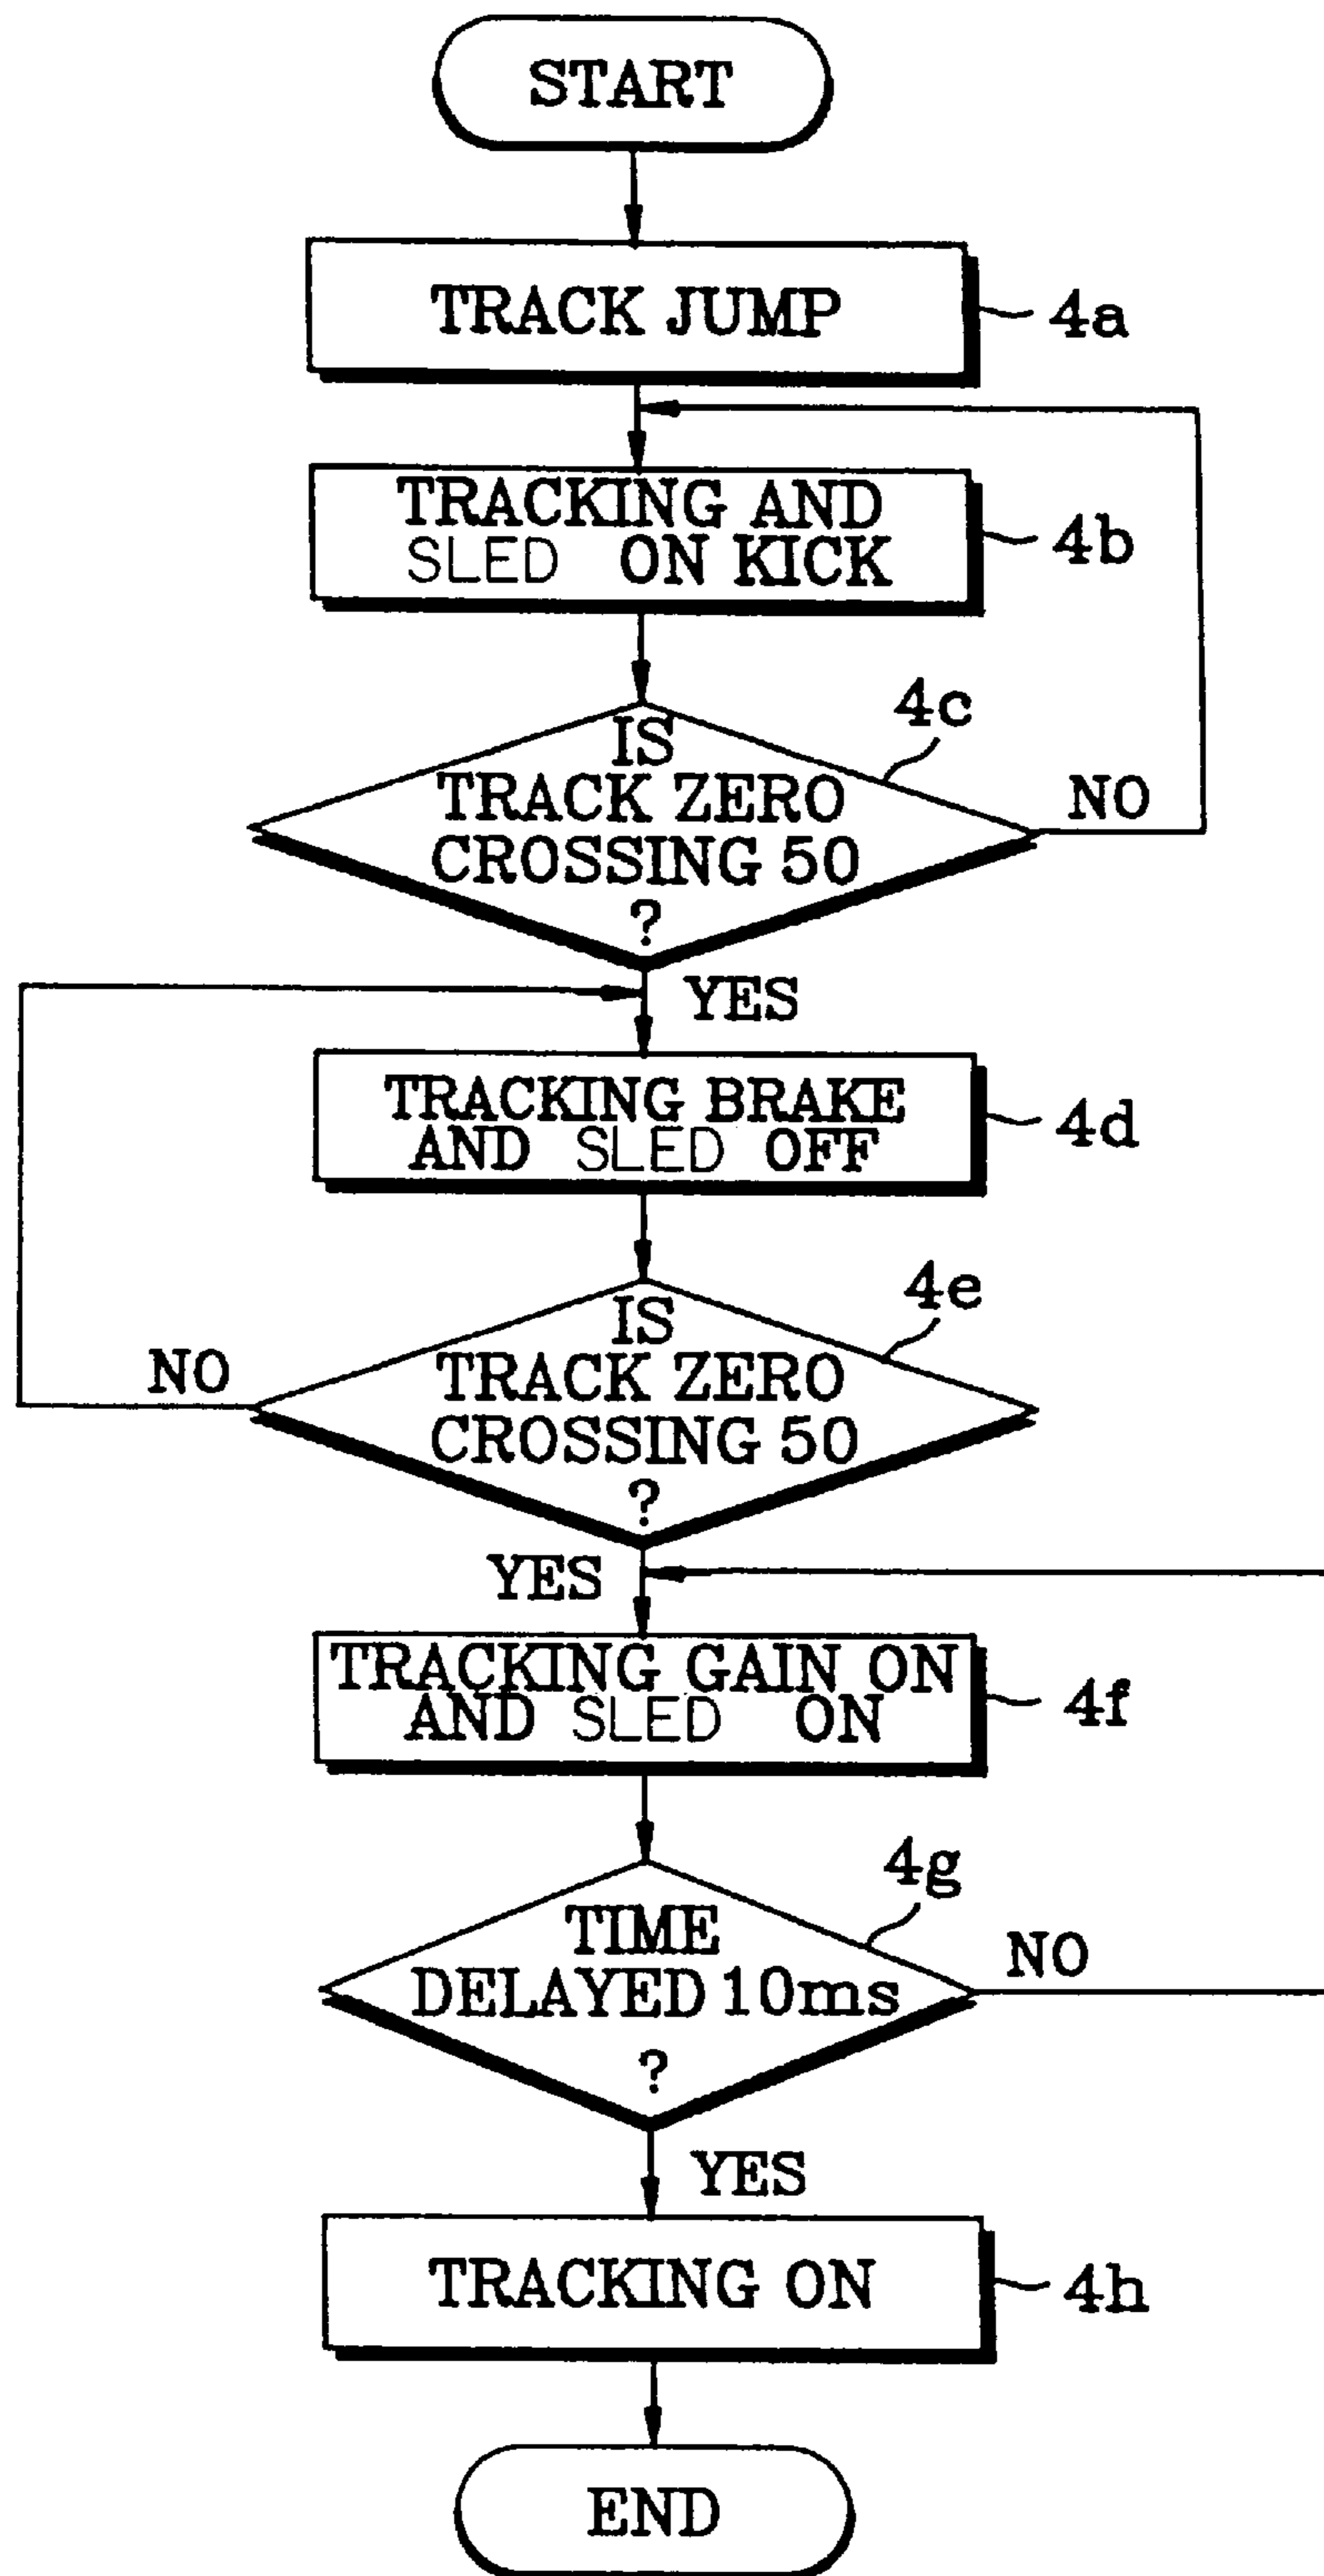 START
TRACK JUMP
4a
TRACKING AND
SLED ON KICK
4b
4c
IS
TRACK ZERO
CROSSING 50
?
NO
YES
TRACKING BRAKE
AND SLED OFF
4d
4e
IS
TRACK ZERO
CROSSING 50
?
NO
YES
TRACKING GAIN ON
AND SLED ON
4f
4g
TIME
DELAYED 10ms
?
NO
YES
TRACKING ON
4h
END